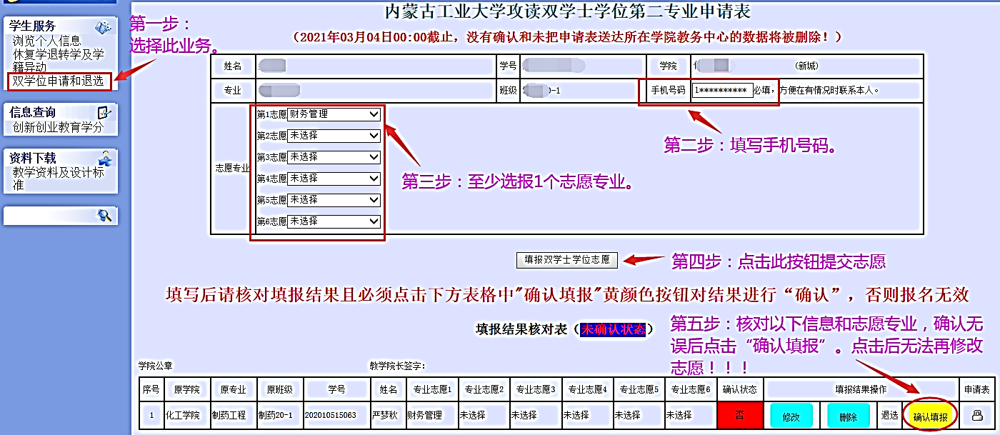 内蒙古工业大学攻读双学士学位第二专业申请表
(2021年03月04日00:00截止，没有确认和未把申请表送达所在学院教务中心的数据将被删除！)
学生服务
浏览个人信息
休复学退转学及学
籍异动
双学位申请和退选
信息查询
创新创业教育学分
资料下载
教学资料及设计标
准
第一步：
选择此业务。
姓名 学号 学院 (新城)
专业 班级 -1 手机号码 1********** 必填，方便在有情况时联系本人。
第二步：填写手机号码。
志愿专业
第1志愿 财务管理
第2志愿 未选择
第3志愿 未选择
第4志愿 未选择
第5志愿 未选择
第6志愿 未选择
第三步：至少选报1个志愿专业。
填报双学士学位志愿
第四步：点击此按钮提交志愿
填写后请核对填报结果且必须点击下方表格中"确认填报"黄颜色按钮对结果进行“确认”，否则报名无效
填报结果核对表（未确认状态）
第五步：核对以下信息和志愿专业，确认无
误后点击“确认填报”。点击后无法再修改
志愿！！！
学院公章 教学院长签字：
序号 原学院 原专业 原班级 学号 姓名 专业志愿1 专业志愿2 专业志愿3 专业志愿4 专业志愿5 专业志愿6 确认状态 填报结果操作 申请表
1 化工学院 制药工程 制药20-1 202010515063 严梦秋 财务管理 未选择 未选择 未选择 未选择 未选择 否 修改 删除 退选 确认填报